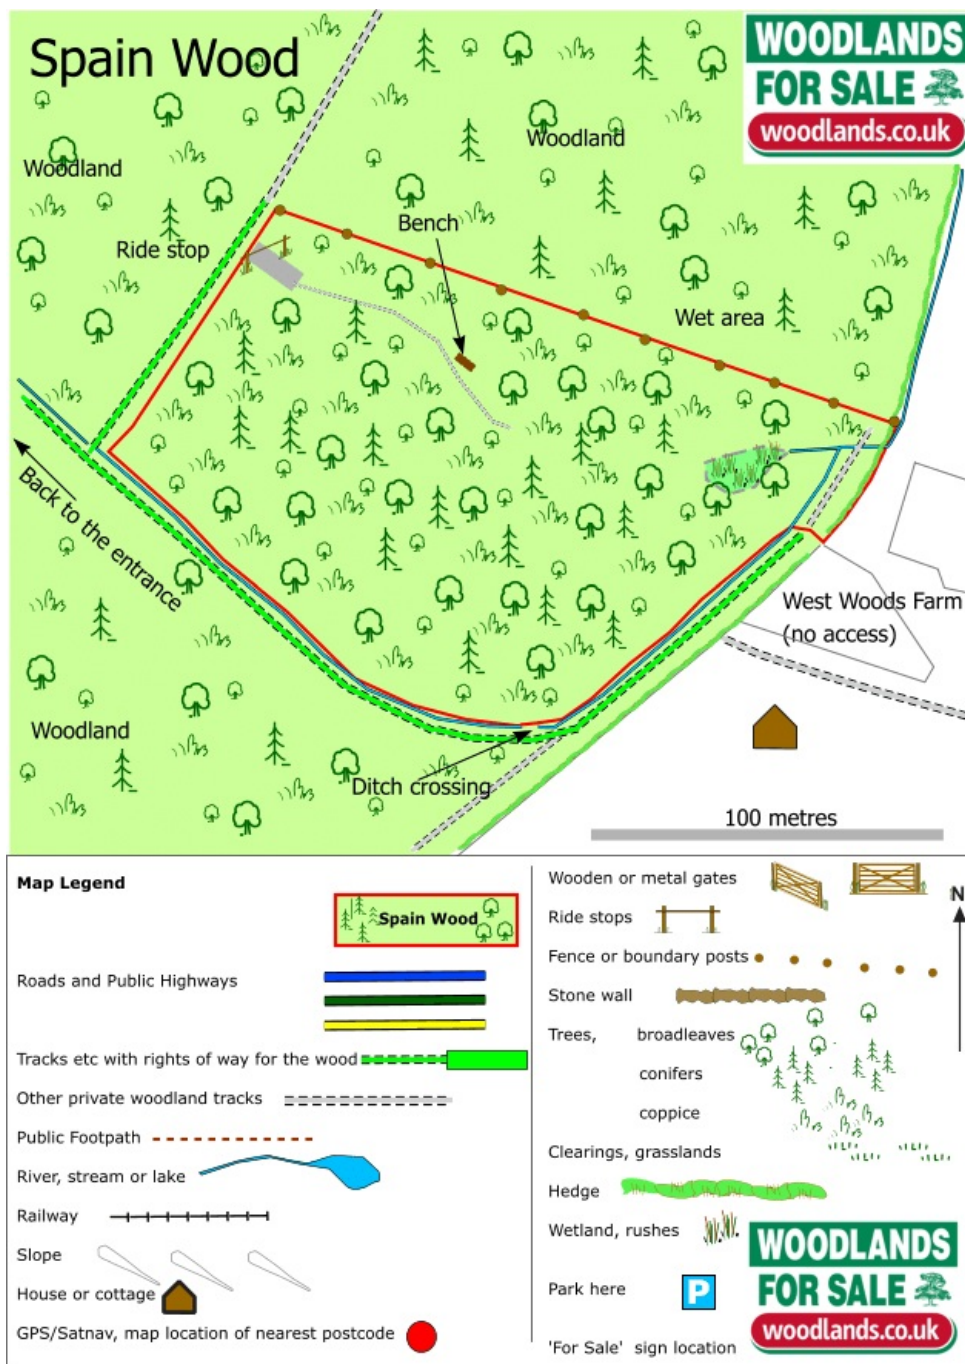 Spain Wood
WOODLANDS
FOR SALE
woodlands.co.uk
Woodland
Woodland
Bench
Ride stop
Wet area
Back to the entrance
West Woods Farm
(no access)
Woodland
Ditch crossing
100 metres
Map Legend
Spain Wood
Roads and Public Highways
Tracks etc with rights of way for the wood
Other private woodland tracks
Public Footpath
River, stream or lake
Railway
Slope
House or cottage
GPS/Satnav, map location of nearest postcode
Wooden or metal gates
N
Ride stops
Fence or boundary posts
Stone wall
Trees, broadleaves
conifers
coppice
Clearings, grasslands
Hedge
Wetland, rushes
Park here
P
'For Sale' sign location
WOODLANDS
FOR SALE
woodlands.co.uk